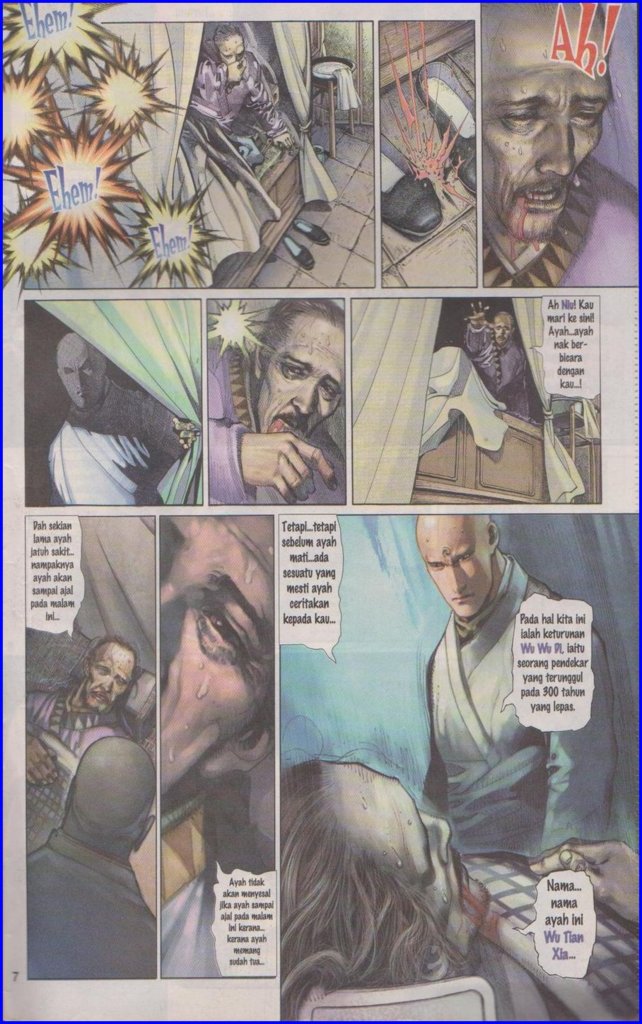 Ehem!
Ehem!
Ehem!
Ah!
Ah Niu! Kau
mari ke sini!
Ayah...ayah
nak ber-
bicara
dengan
kau...!
Dah sekian
lama ayah
jatuh sakit...
nampaknya
ayah akan
sampai ajal
pada malam
ini...
Ayah tidak
akan menyesal
jika ayah sampai
ajal pada malam
ini kerana...
kerana ayah
memang
sudah tua...
Tetapi...tetapi
sebelum ayah
mati...ada
sesuatu yang
mesti ayah
ceritakan
kepada kau...
Pada hal kita ini
ialah keturunan
Wu Wu Di, iaitu
seorang pendekar
yang terunggul
pada 300 tahun
yang lepas.
Nama...
nama
ayah ini
Wu Tian
Xia...
7